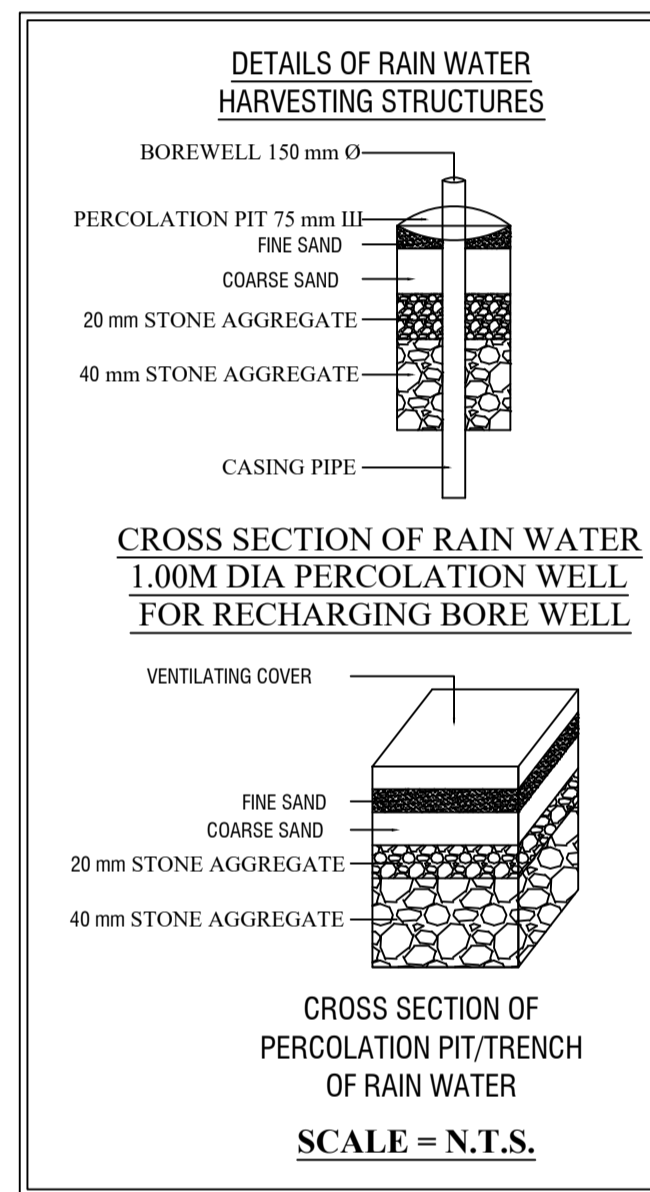 DETAILS OF RAIN WATER
HARVESTING STRUCTURES
BOREWELL 150 mm Ø
PERCOLATION PIT 75 mm III
FINE SAND
COARSE SAND
20 mm STONE AGGREGATE
40 mm STONE AGGREGATE
CASING PIPE
CROSS SECTION OF RAIN WATER
1.00M DIA PERCOLATION WELL
FOR RECHARGING BORE WELL
VENTILATING COVER
FINE SAND
COARSE SAND
20 mm STONE AGGREGATE
40 mm STONE AGGREGATE
CROSS SECTION OF
PERCOLATION PIT/TRENCH
OF RAIN WATER
SCALE = N.T.S.